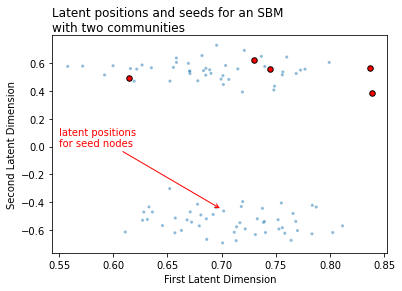 Latent positions and seeds for an SBM
with two communities
Second Latent Dimension
0.6
0.4
0.2
0.0
−0.2
−0.4
−0.6
latent positions
for seed nodes
0.55
0.60
0.65
0.70
0.75
0.80
0.85
First Latent Dimension